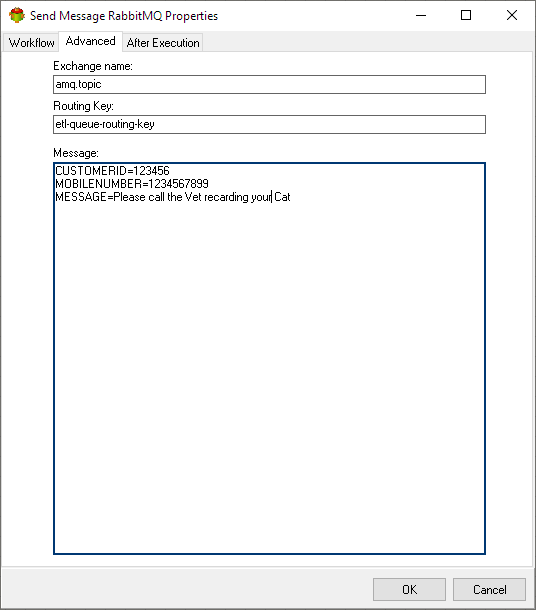 Send Message RabbitMQ Properties
Workflow Advanced After Execution
Exchange name:
amq.topic
Routing Key:
etl-queue-routing-key
Message:
CUSTOMERID=123456
MOBILENUMBER=1234567899
MESSAGE=Please call the Vet recarding your Cat
OK Cancel